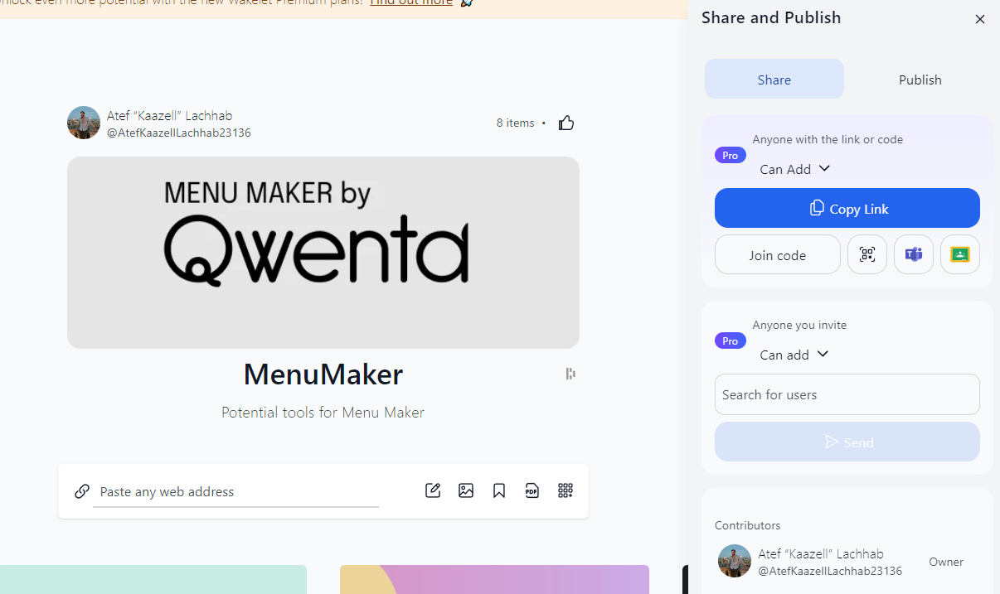 nlock even more potential with the new Wakelet Premium plans! Find out more
Atef “Kaazell” Lachhab
@AtefKaazellLachhab23136
8 items •
MENU MAKER by
Qwenta
MenuMaker
Potential tools for Menu Maker
Paste any web address
PDF
Share and Publish
Share
Publish
Anyone with the link or code
Pro
Can Add
Copy Link
Join code
T
Anyone you invite
Pro
Can add
Search for users
Send
Contributors
Atef “Kaazell” Lachhab
@AtefKaazellLachhab23136
Owner